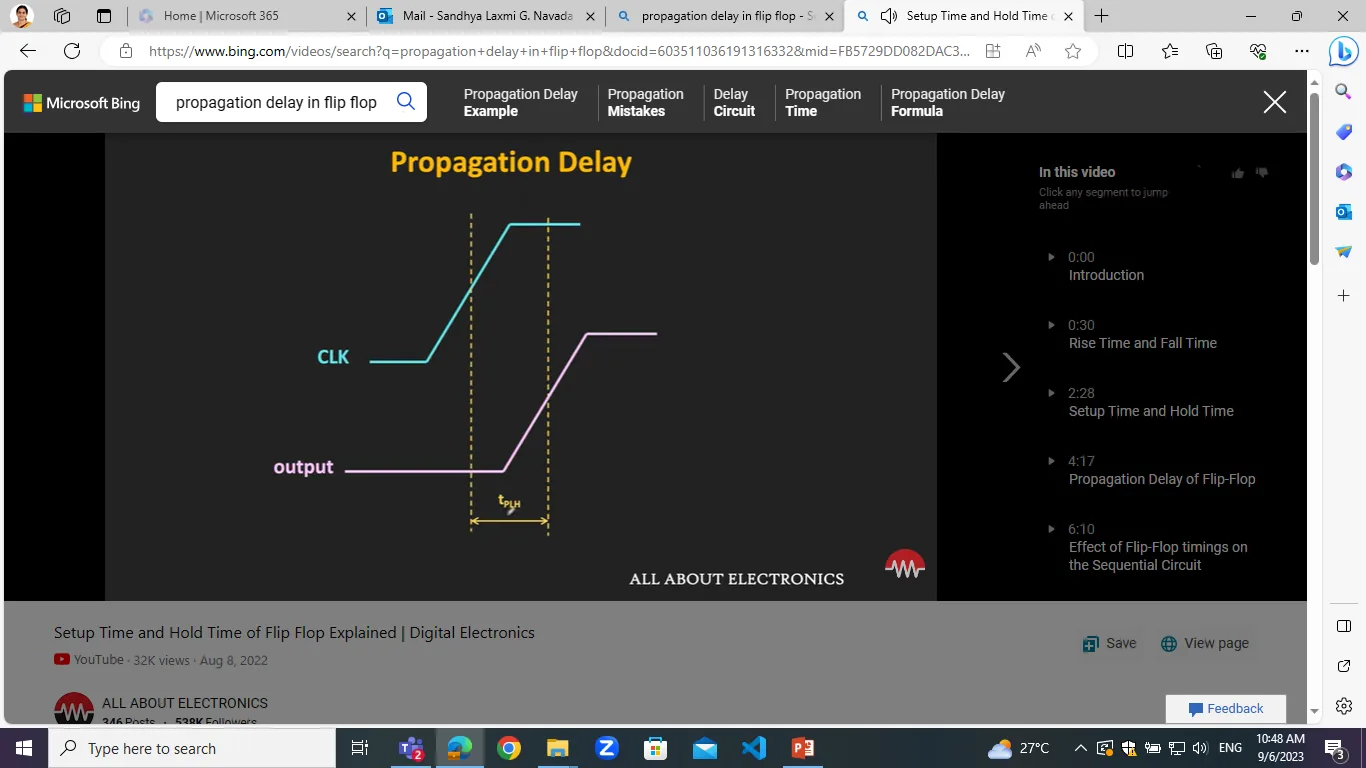 Home | Microsoft 365
Mail - Sandhya Laxmi G. Navada
propagation delay in flip flop - S
Setup Time and Hold Time
https://www.bing.com/videos/search?q=propagation+delay+in+flip+flop&docid=603511036191316332&mid=FB5729DD082DAC3...
Microsoft Bing
propagation delay in flip flop
Propagation Delay
Example
Propagation
Mistakes
Delay
Circuit
Propagation
Time
Propagation Delay
Formula
Propagation Delay
CLK
output
tPLH
ALL ABOUT ELECTRONICS
In this video
Click any segment to jump
ahead
0:00
Introduction
0:30
Rise Time and Fall Time
2:28
Setup Time and Hold Time
4:17
Propagation Delay of Flip-Flop
6:10
Effect of Flip-Flop timings on
the Sequential Circuit
Setup Time and Hold Time of Flip Flop Explained | Digital Electronics
YouTube · 32K views · Aug 8, 2022
Save
View page
ALL ABOUT ELECTRONICS
346 Posts · 538K Followers
Feedback
Type here to search
2
27°C
ENG
10:48 AM
9/6/2023
3